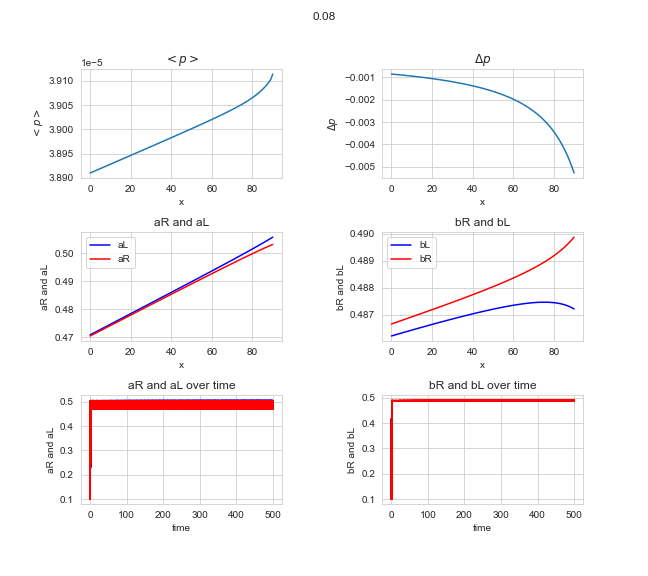 0.08
<p>
Δp
1e−5
3.910
3.905
3.900
3.895
3.890
<p>
0 20 40 60 80
x
−0.001
−0.002
−0.003
−0.004
−0.005
Δp
0 20 40 60 80
x
aR and aL
bR and bL
0.50
0.49
0.48
0.47
aR and aL
aL
aR
0 20 40 60 80
x
0.490
0.489
0.488
0.487
bR and bL
bL
bR
0 20 40 60 80
x
aR and aL over time
bR and bL over time
0.5
0.4
0.3
0.2
0.1
aR and aL
0 100 200 300 400 500
time
0.5
0.4
0.3
0.2
0.1
bR and bL
0 100 200 300 400 500
time